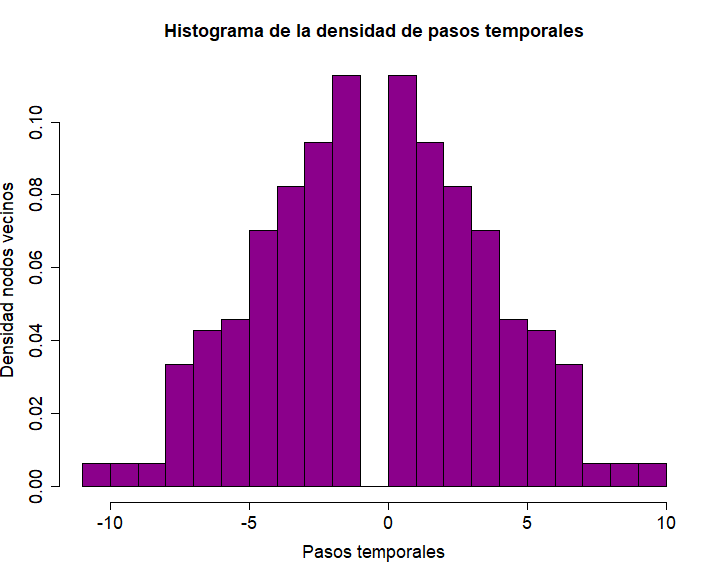 Histograma de la densidad de pasos temporales
Densidad nodos vecinos
0.10
0.08
0.06
0.04
0.02
0.00
-10 -5 0 5 10
Pasos temporales